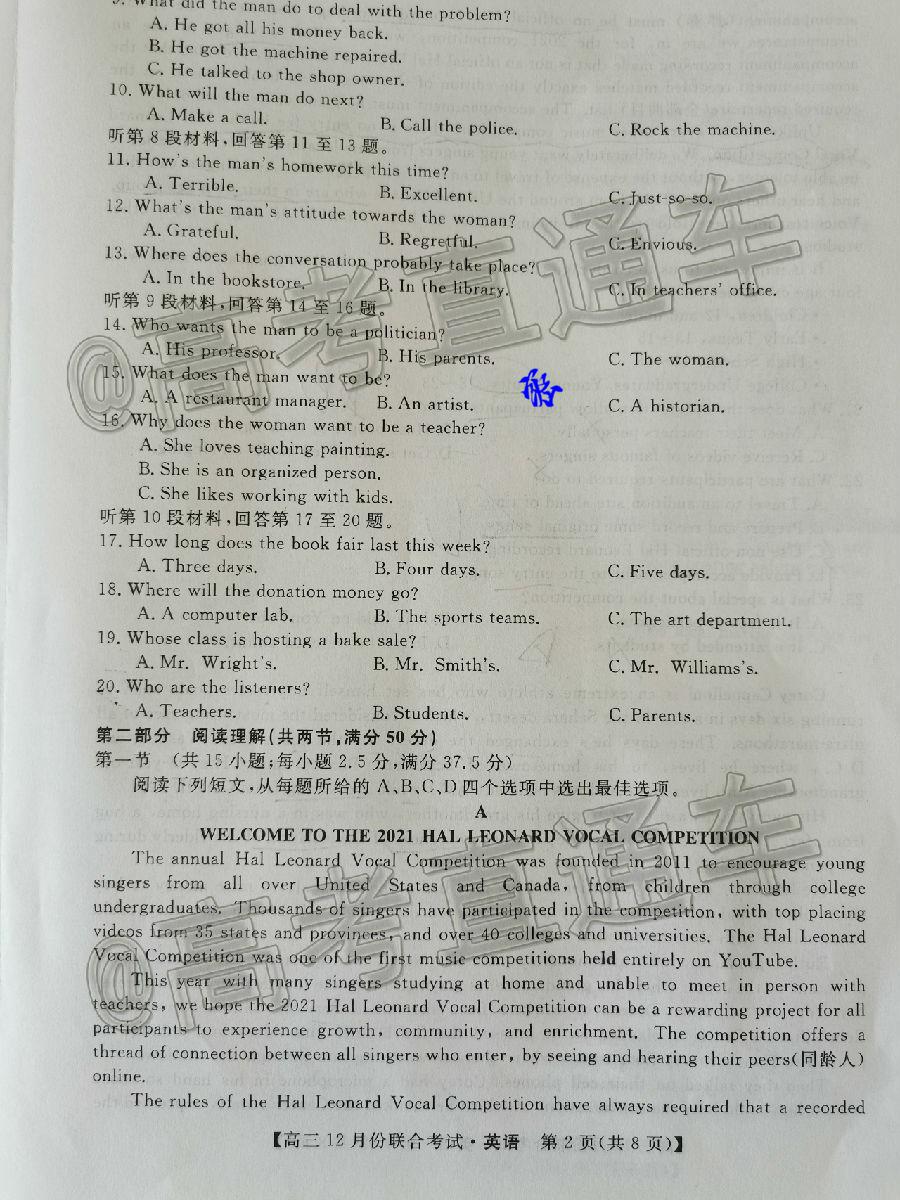 9. What did the man do to deal with the problem?
A. He got all his money back.
B. He got the machine repaired.
C. He talked to the shop owner.
10. What will the man do next?
A. Make a call. B. Call the police. C. Rock the machine.
听第8段材料,回答第11至13题。
11. How's the man's homework this time?
A. Terrible. B. Excellent. C. Just so-so.
12. What's the man's attitude towards the woman?
A. Grateful. B. Regretful. C. Envious.
13. Where does the conversation probably take place?
A. In the bookstore. B. In the library. C. In teachers' office.
听第9段材料,回答第14至16题。
14. Who wants the man to be a politician?
A. His professor. B. His parents. C. The woman.
15. What does the man want to be?
A. A restaurant manager. B. An artist. C. A historian.
16. Why does the woman want to be a teacher?
A. She loves teaching painting.
B. She is an organized person.
C. She likes working with kids.
听第10段材料,回答第17至20题。
17. How long does the book fair last this week?
A. Three days. B. Four days. C. Five days.
18. Where will the donation money go?
A. A computer lab. B. The sports teams. C. The art department.
19. Whose class is hosting a bake sale?
A. Mr. Wright's. B. Mr. Smith's. C. Mr. Williams's.
20. Who are the listeners?
A. Teachers. B. Students. C. Parents.
第二部分 阅读理解(共两节,满分50分)
第一节 (共15小题;每小题2.5分,满分37.5分)
阅读下列短文,从每题所给的A、B、C、D四个选项中选出最佳选项。
A
WELCOME TO THE 2021 HAL LEONARD VOCAL COMPETITION
The annual Hal Leonard Vocal Competition was founded in 2011 to encourage young
singers from all over United States and Canada, from children through college
undergraduates. Thousands of singers have participated in the competition, with top placing
videos from 35 states and provinces, and over 40 colleges and universities. The Hal Leonard
Vocal Competition was one of the first music competitions held entirely on YouTube.
This year with many singers studying at home and unable to meet in person with
teachers, we hope the 2021 Hal Leonard Vocal Competition can be a rewarding project for all
participants to experience growth, community, and enrichment. The competition offers a
thread of connection between all singers who enter, by seeing and hearing their peers(同龄人)
online.
The rules of the Hal Leonard Vocal Competition have always required that a recorded
【高三12月份联合考试·英语 第2页(共8页)】
@高考直通车
@高考直通车